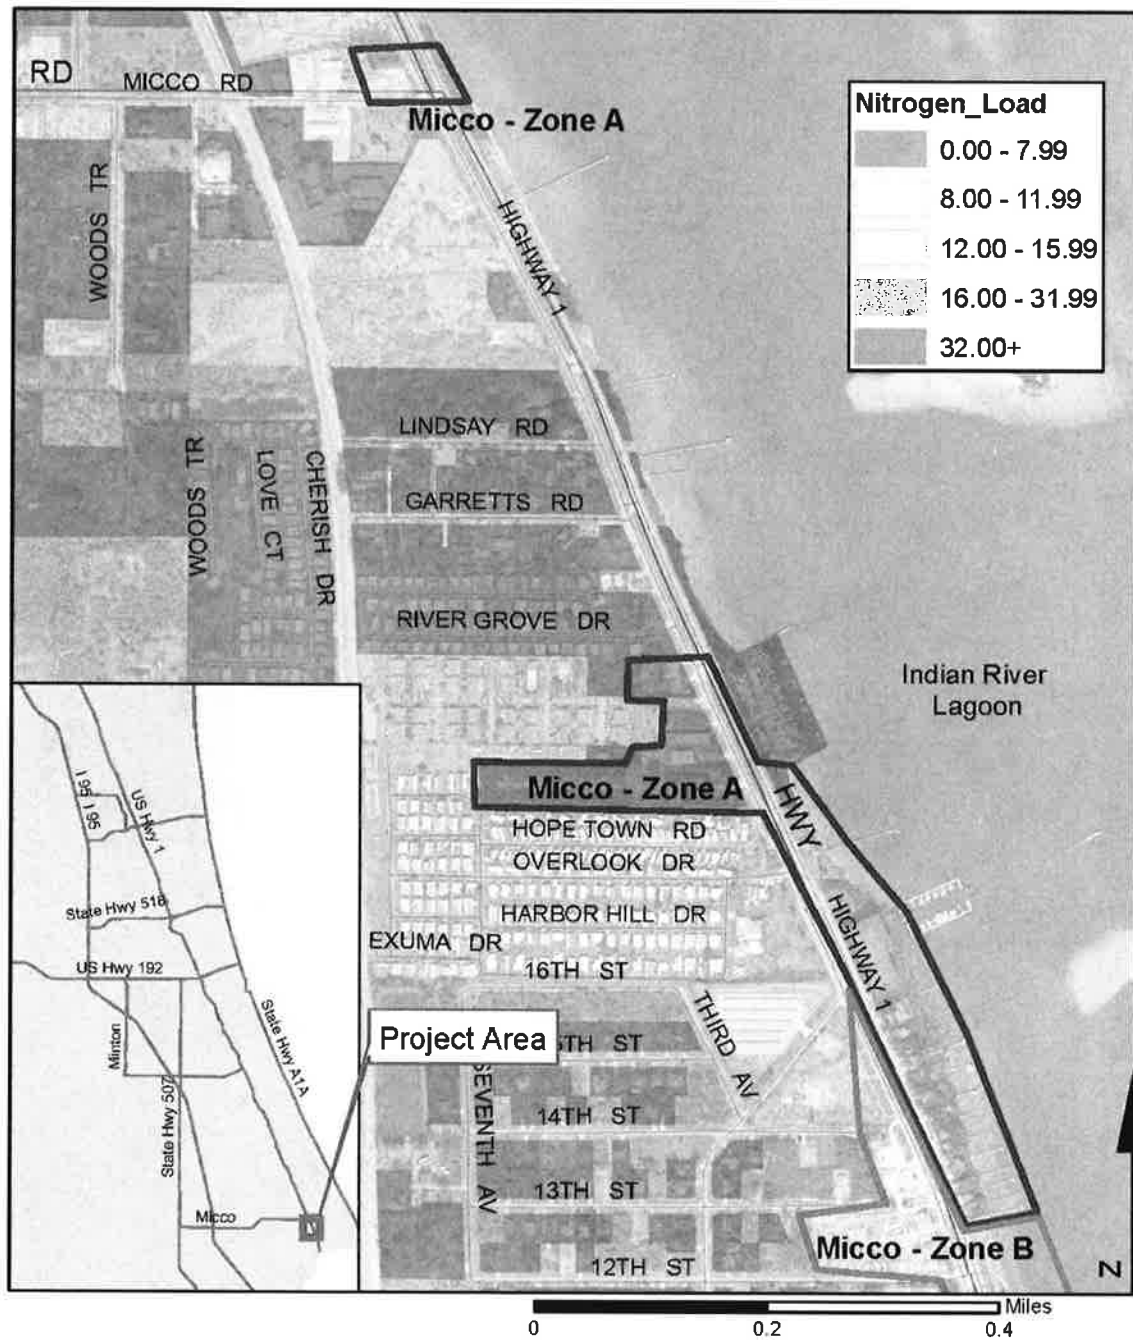 RD
MICCO RD
Micco - Zone A
Nitrogen_Load
0.00 - 7.99
8.00 - 11.99
12.00 - 15.99
16.00 - 31.99
32.00+
WOODS TR
HIGHWAY 1
LINDSAY RD
WOODS TR
LOVE CT
CHERISH DR
GARRETTS RD
RIVER GROVE DR
Indian River
Lagoon
Micco - Zone A
HWY
HOPE TOWN RD
OVERLOOK DR
HARBOR HILL DR
HIGHWAY 1
EXUMA DR
16TH ST
THIRD AV
5TH ST
SEVENTH AV
14TH ST
13TH ST
12TH ST
Micco - Zone B
N
I 95
I 95
US Hwy 1
State Hwy 518
US Hwy 192
Minton
State Hwy A1A
State Hwy 507
Micco
Project Area
Miles
0 0.2 0.4